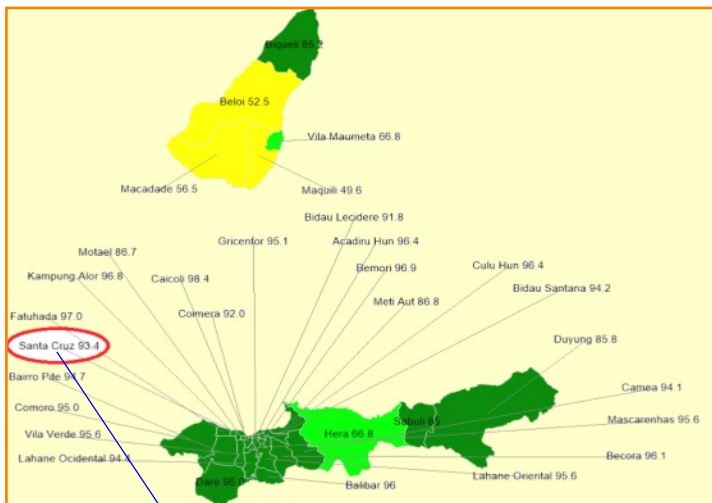 Biqueli 85.2
Beloi 52.5
Vila Maumeta 66.8
Macadade 56.5
Maquili 49.6
Bidau Lecidere 91.8
Gricenfor 95.1
Acadiru Hun 96.4
Motael 86.7
Bemori 96.9
Culu Hun 96.4
Kampung Alor 96.8
Caicoli 98.4
Bidau Santana 94.2
Meti Aut 86.8
Fatuhada 97.0
Coimera 92.0
Santa Cruz 93.4
Duyung 85.8
Bairro Pite 94.7
Camea 94.1
Comoro 95.0
Sabuli 85
Mascarenhas 95.6
Vila Verde 95.6
Hera 66.8
Becora 96.1
Lahane Ocidental 94.4
Lahane Oriental 95.6
Dare 95.0
Balibar 96